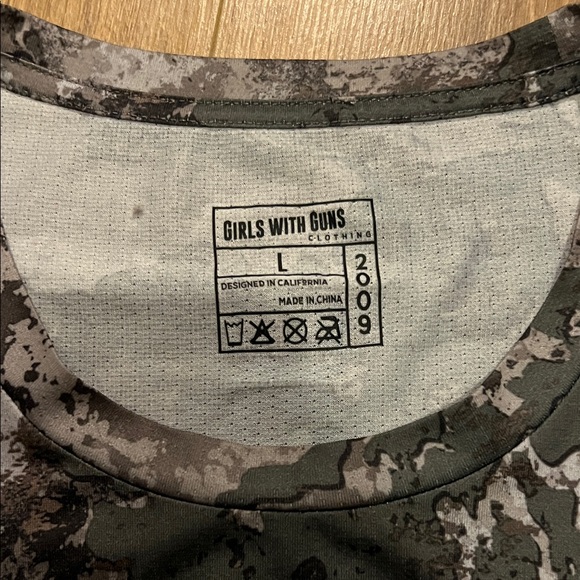 GIRLS WITH GUNS
CLOTHING
L
DESIGNED IN CALIFORNIA
MADE IN CHINA
2009